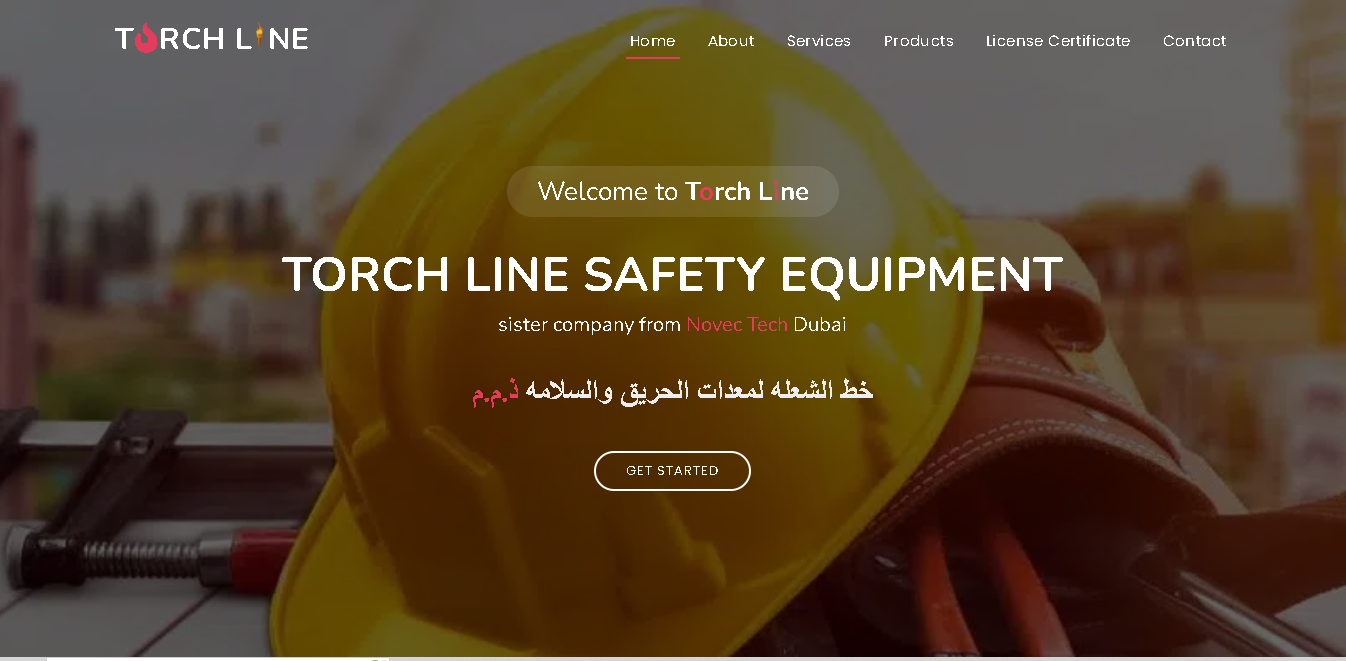 TORCH LINE
Home About Services Products License Certificate Contact
Welcome to Torch Line
TORCH LINE SAFETY EQUIPMENT
sister company from Novec Tech Dubai
خط الشعله لمعدات الحريق والسلامه ذ.م.م
GET STARTED